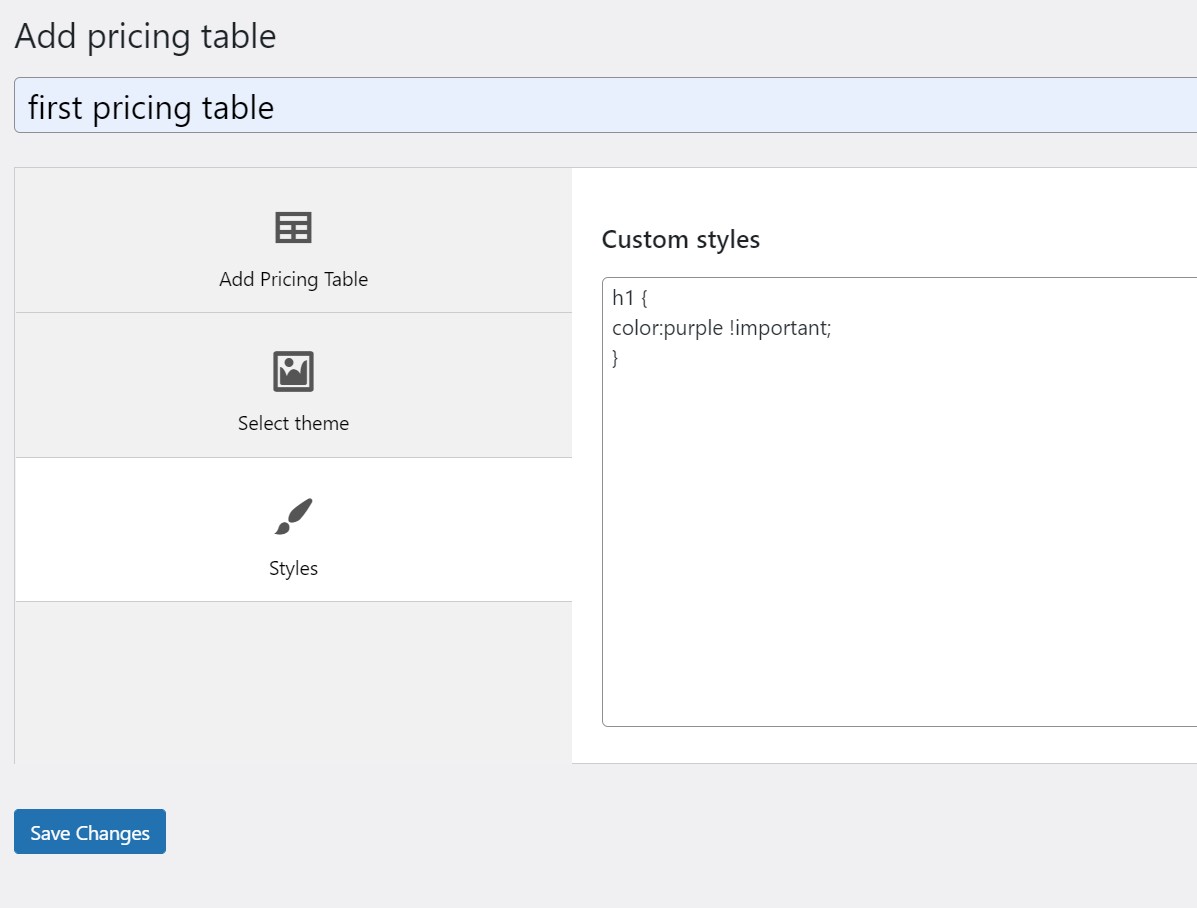 Add pricing table
first pricing table
Add Pricing Table
Select theme
Styles
Custom styles
h1 {
color:purple !important;
}
Save Changes